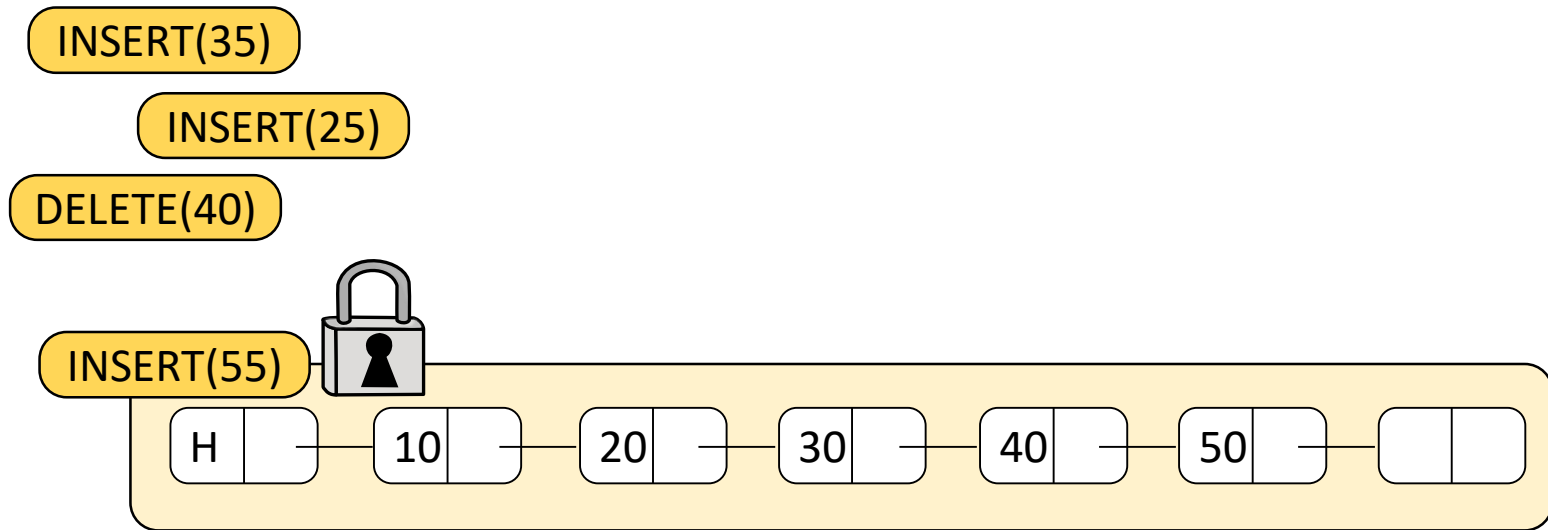 INSERT(35)
INSERT(25)
DELETE(40)
INSERT(55)
H 10 20 30 40 50